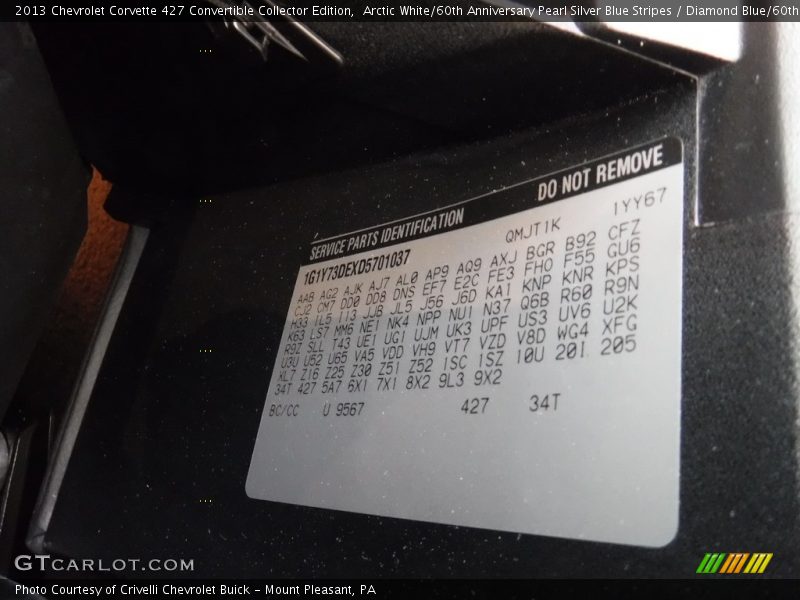 2013 Chevrolet Corvette 427 Convertible Collector Edition, Arctic White/60th Anniversary Pearl Silver Blue Stripes / Diamond Blue/60th
SERVICE PARTS IDENTIFICATION DO NOT REMOVE
1G1Y73DEXD5701037 QMJT1K 1YY67
AA8 AG2 AJK AJ7 AL0 AP9 AQ9 AXJ BGR B92 CFZ
CJ2 CM7 DD0 DD8 DNS EF7 E2C FE3 FHO F55 GU6
H33 IL5 I13 JJB JL5 J56 J6D KA1 KNP KNR KPS
K63 LS7 MM6 NE1 NK4 NPP NU1 N37 Q6B R60 R9N
R9Z SLL T43 UE1 UG1 UJM UK3 UPF US3 UV6 U2K
U3U U52 U65 VA5 VDD VH9 VT7 VZD V8D WG4 XFG
XL7 Z16 Z25 Z30 Z51 Z52 1SC 1SZ 10U 201 205
34T 427 5A7 6X1 7X1 8X2 9L3 9X2
BC/CC U 9567 427 34T
GTCARLOT.COM
Photo Courtesy of Crivelli Chevrolet Buick - Mount Pleasant, PA